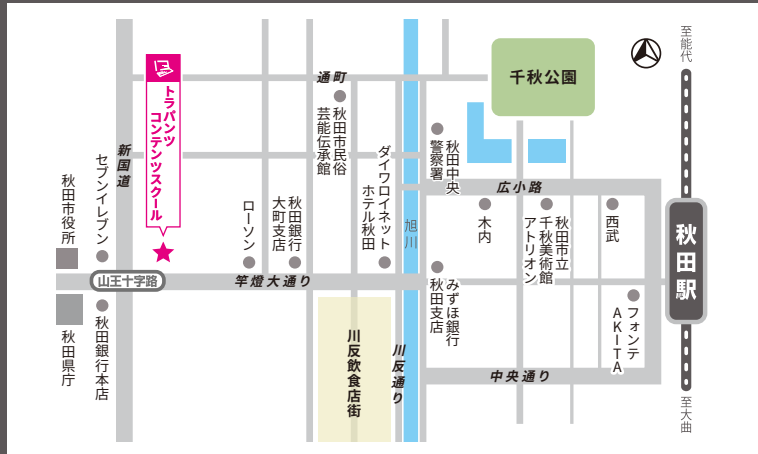 至能代
千秋公園
通町
トラパンツ
コンテンツスクール
新国道
秋田市民俗
芸能伝承館
ダイワロイネット
ホテル秋田
秋田中央
警察署
セブンイレブン
秋田市役所
ローソン
秋田銀行
大町支店
旭川
広小路
木内
秋田市立
千秋美術館
アトリオン
西武
秋田駅
山王十字路
竿燈大通り
みずほ銀行
秋田支店
フォンテ
AKITA
秋田県庁
秋田銀行本店
川反飲食店街
川反通り
中央通り
至大曲